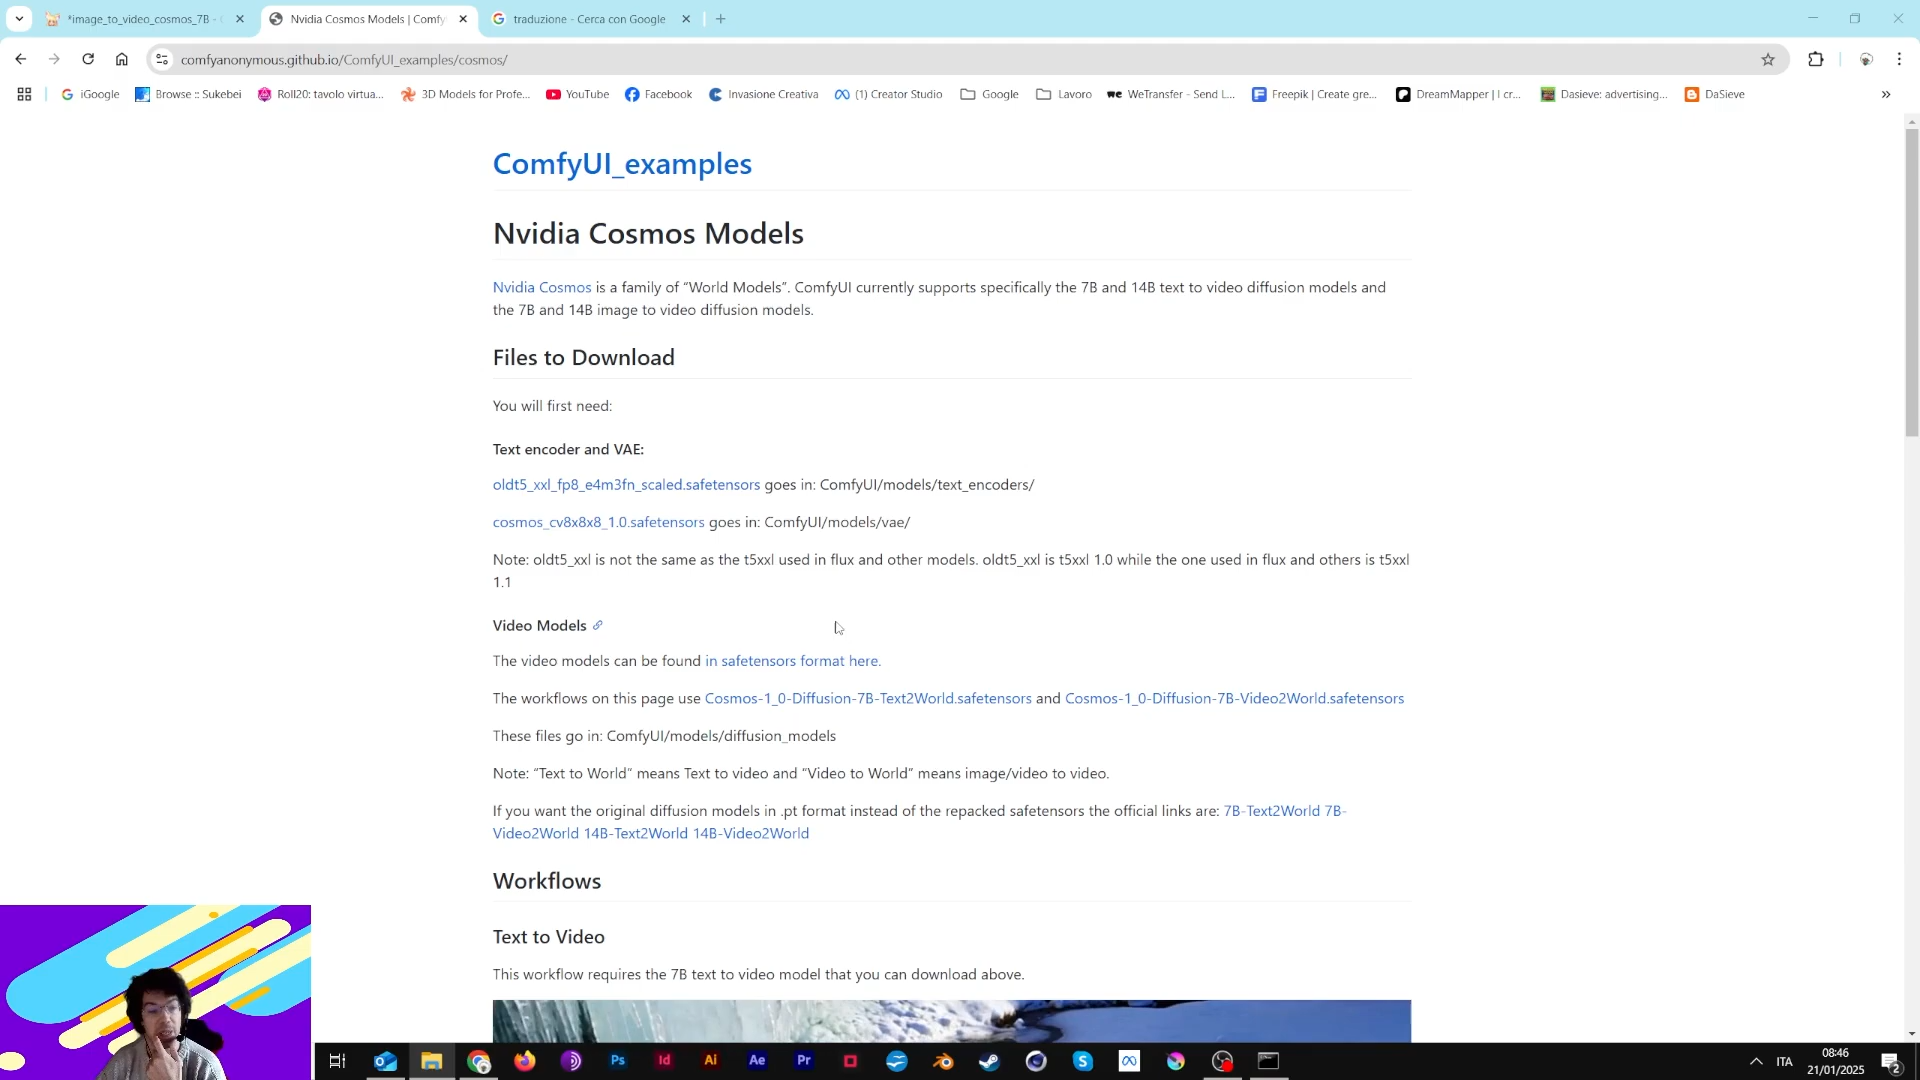 *image_to_video_cosmos_7B -
Nvidia Cosmos Models | Comfy
traduzione - Cerca con Google
comfyanonymous.github.io/ComfyUI_examples/cosmos/
iGoogle
Browse :: Sukebei
Roll20: tavolo virtua...
3D Models for Profe...
YouTube
Facebook
Invasione Creativa
(1) Creator Studio
Google
Lavoro
WeTransfer - Send L...
Freepik | Create gre...
DreamMapper | I cr...
Dasieve: advertising...
DaSieve
ComfyUI_examples
Nvidia Cosmos Models
Nvidia Cosmos is a family of “World Models”. ComfyUI currently supports specifically the 7B and 14B text to video diffusion models and
the 7B and 14B image to video diffusion models.
Files to Download
You will first need:
Text encoder and VAE:
oldt5_xxl_fp8_e4m3fn_scaled.safetensors goes in: ComfyUI/models/text_encoders/
cosmos_cv8x8x8_1.0.safetensors goes in: ComfyUI/models/vae/
Note: oldt5_xxl is not the same as the t5xxl used in flux and other models. oldt5_xxl is t5xxl 1.0 while the one used in flux and others is t5xxl
1.1
Video Models
The video models can be found in safetensors format here.
The workflows on this page use Cosmos-1_0-Diffusion-7B-Text2World.safetensors and Cosmos-1_0-Diffusion-7B-Video2World.safetensors
These files go in: ComfyUI/models/diffusion_models
Note: “Text to World” means Text to video and “Video to World” means image/video to video.
If you want the original diffusion models in .pt format instead of the repacked safetensors the official links are: 7B-Text2World 7B-
Video2World 14B-Text2World 14B-Video2World
Workflows
Text to Video
This workflow requires the 7B text to video model that you can download above.
Ps
Id
Ai
Ae
Pr
ITA
08:46
21/01/2025
2